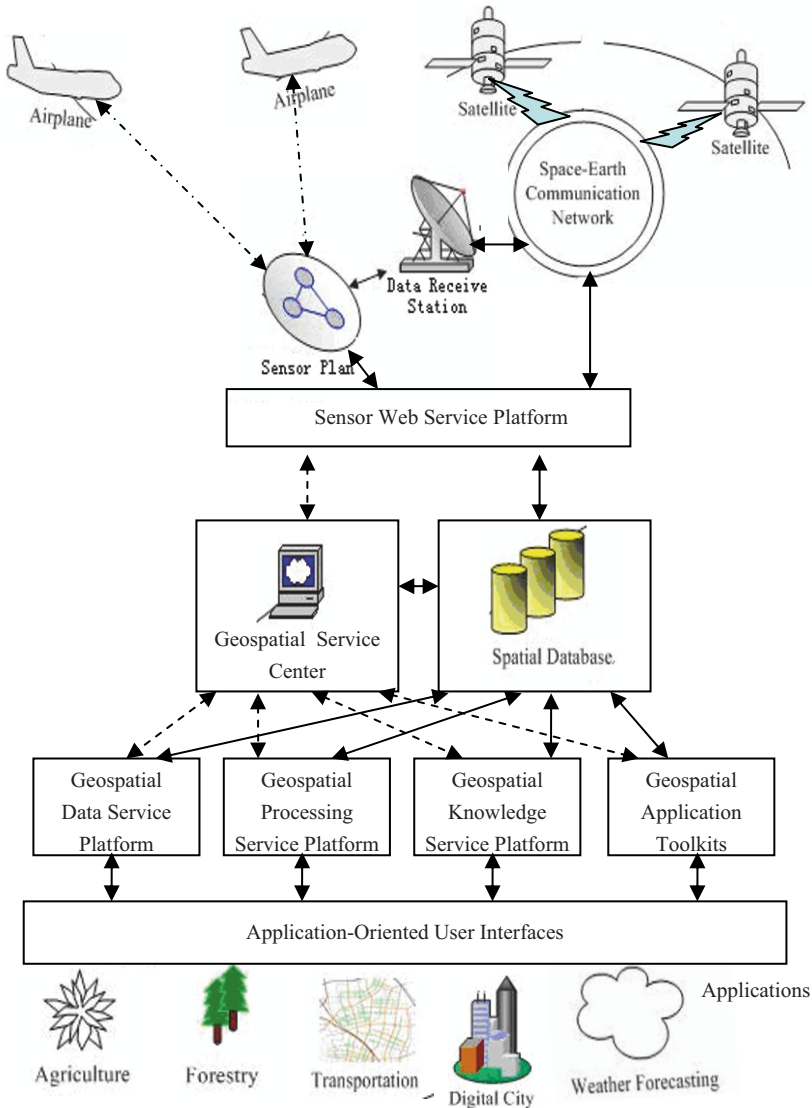 Airplane
Airplane
Satellite
Satellite
Space-Earth
Communication
Network
Data Receive
Station
Sensor Plan
Sensor Web Service Platform
Geospatial Service
Center
Spatial Database
Geospatial
Data Service
Platform
Geospatial
Processing
Service Platform
Geospatial
Knowledge
Service Platform
Geospatial
Application
Toolkits
Application-Oriented User Interfaces
Applications
Agriculture
Forestry
Transportation
Digital City
Weather Forecasting